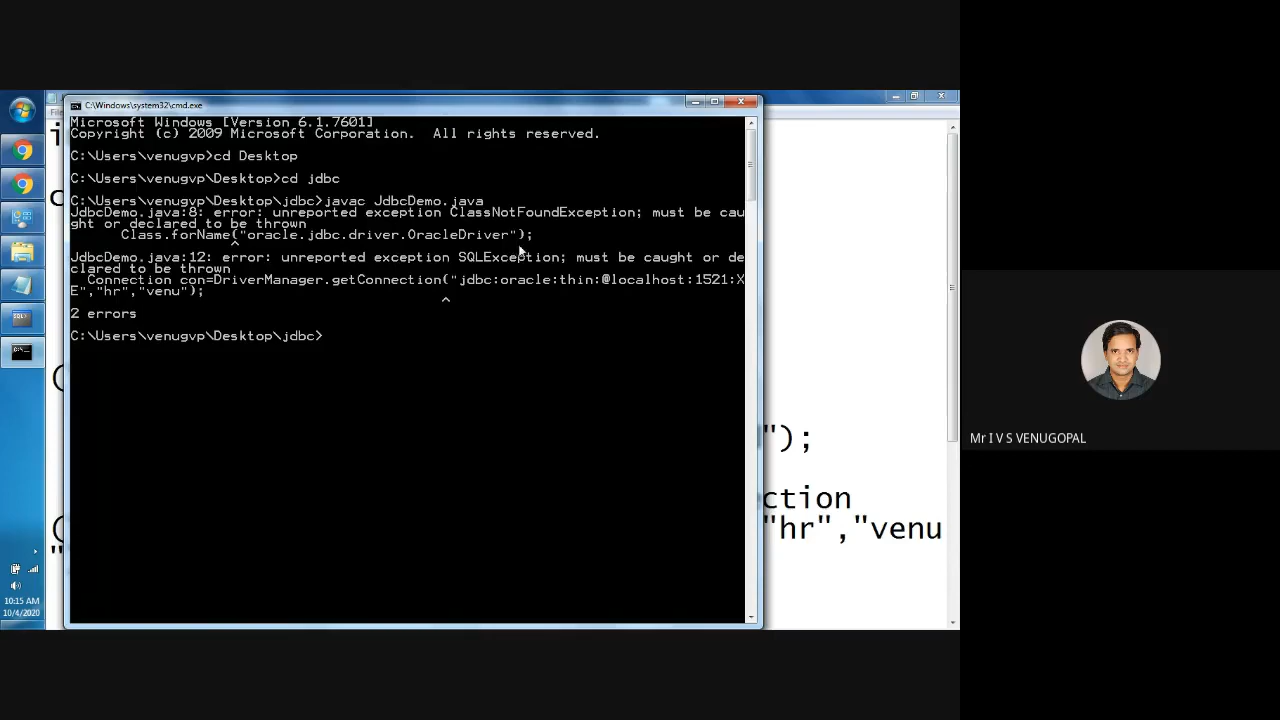 C:\Windows\system32\cmd.exe
Microsoft Windows [Version 6.1.7601]
Copyright (c) 2009 Microsoft Corporation.  All rights reserved.
C:\Users\venugvp>cd Desktop
C:\Users\venugvp\Desktop>cd jdbc
C:\Users\venugvp\Desktop\jdbc>javac JdbcDemo.java
JdbcDemo.java:8: error: unreported exception ClassNotFoundException; must be cau
ght or declared to be thrown
Class.forName("oracle.jdbc.driver.OracleDriver");
^
JdbcDemo.java:12: error: unreported exception SQLException; must be caught or de
clared to be thrown
Connection con=DriverManager.getConnection("jdbc:oracle:thin:@localhost:1521:X
E","hr","venu");
^
2 errors
C:\Users\venugvp\Desktop\jdbc>
");
ction
"hr","venu
"
10:15 AM
10/4/2020
Mr I V S VENUGOPAL